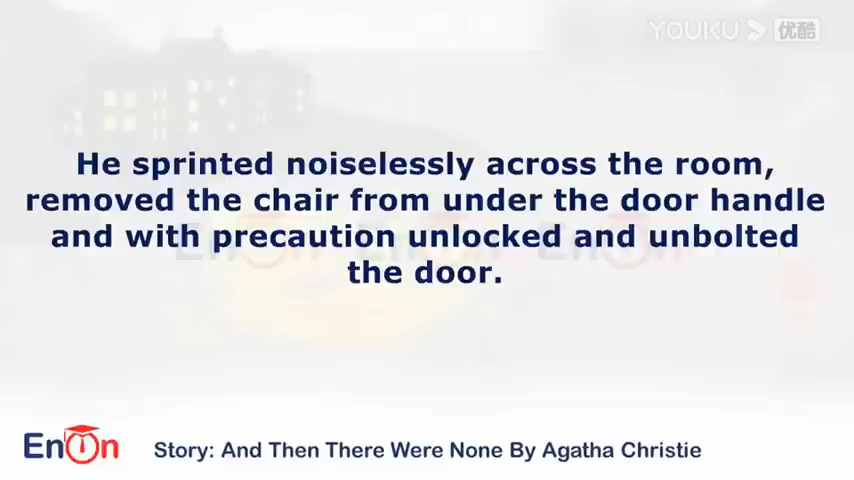 YOUKU 优酷
He sprinted noiselessly across the room,
removed the chair from under the door handle
and with precaution unlocked and unbolted
the door.
EnOn
Story: And Then There Were None By Agatha Christie